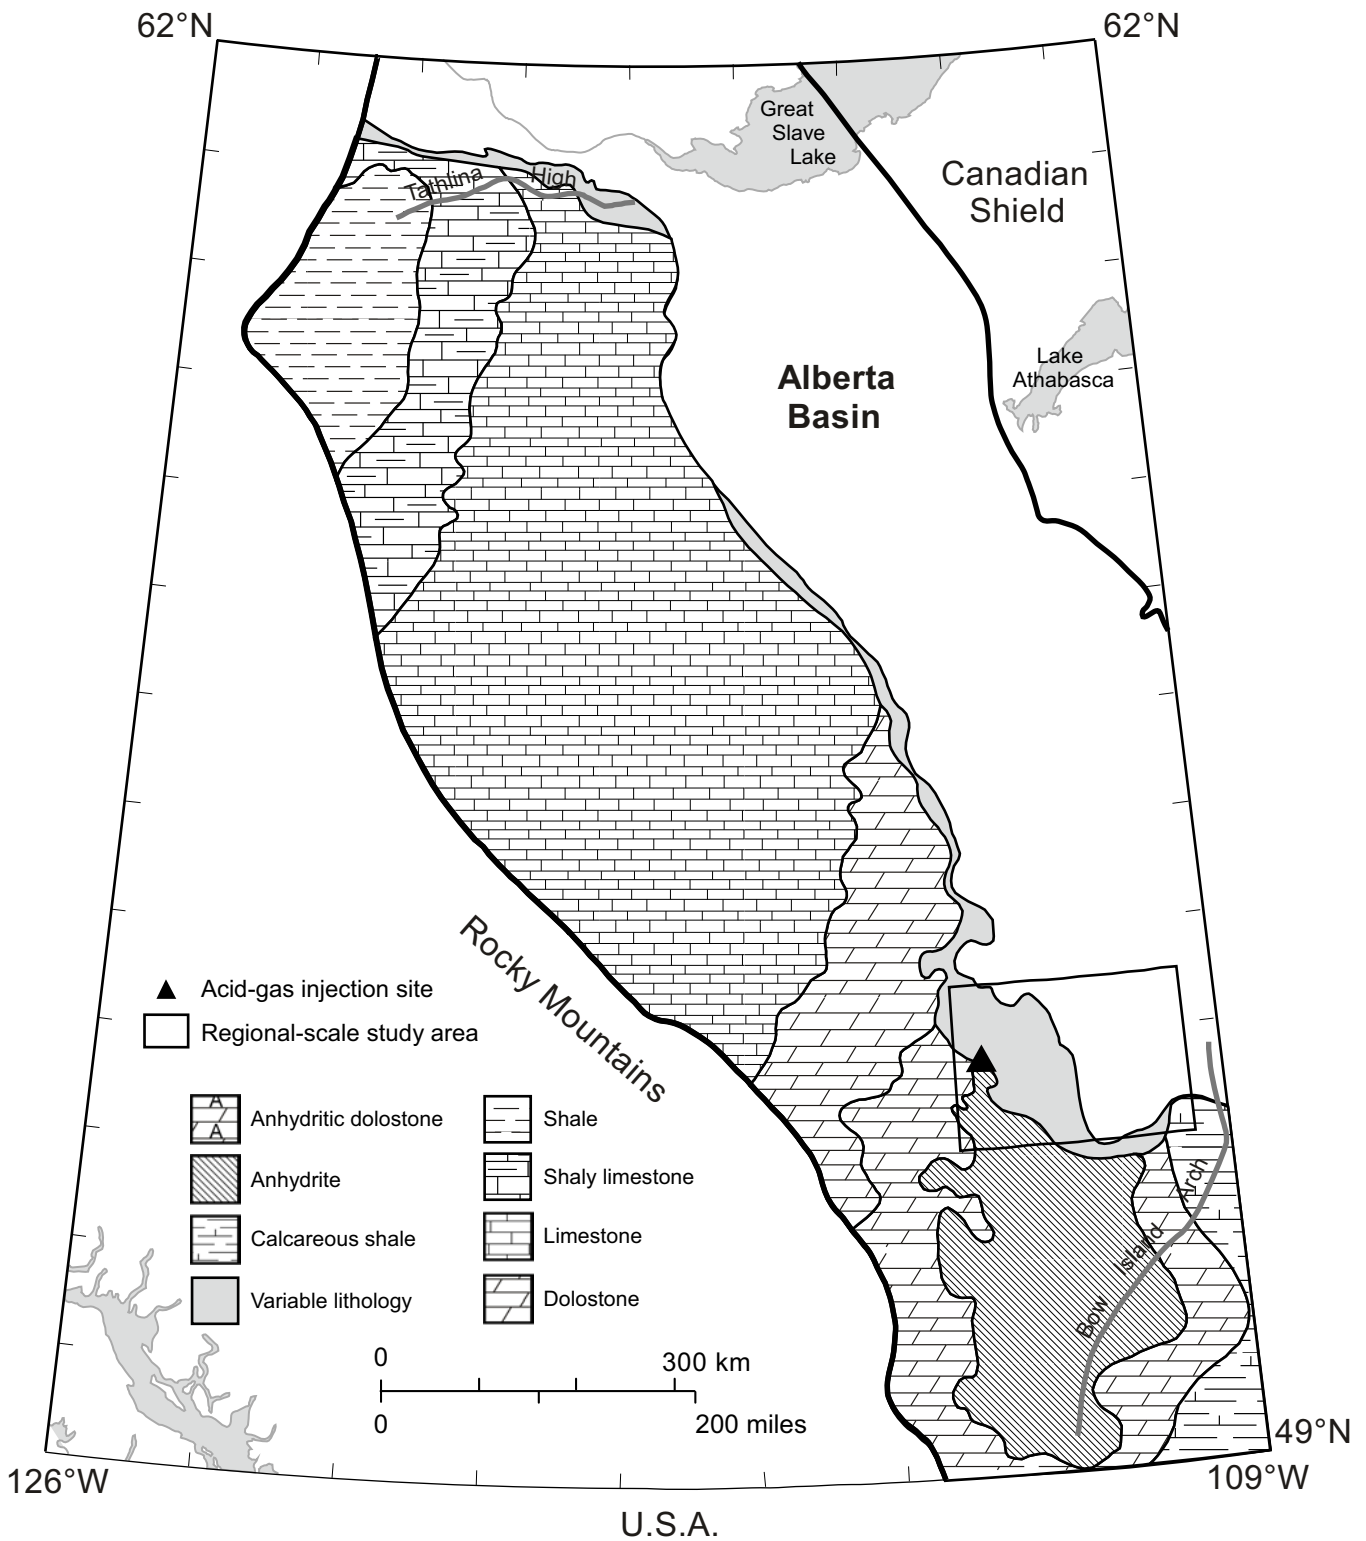 62°N
62°N
Great
Slave
Lake
Canadian
Shield
Tathlina High
Lake
Athabasca
Alberta
Basin
Rocky Mountains
Acid-gas injection site
Regional-scale study area
A
A
Anhydritic dolostone
Shale
Anhydrite
Shaly limestone
Calcareous shale
Limestone
Variable lithology
Dolostone
Bow Island Arch
0
300 km
0
200 miles
49°N
126°W
109°W
U.S.A.